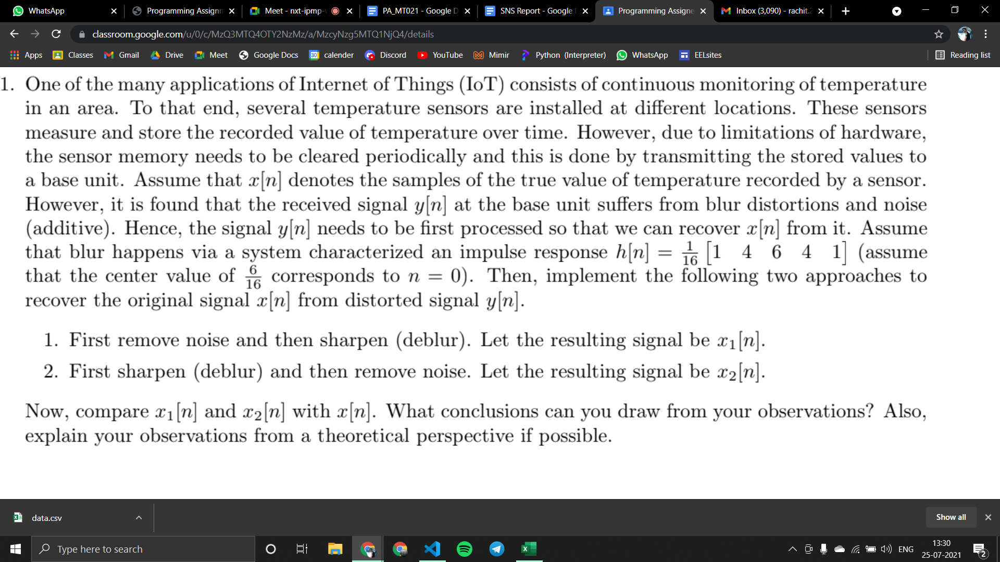 WhatsApp
Programming Assignm
Meet - nxt-ipmp-
PA_MT021 - Google D
SNS Report - Google
Programming Assigne
Inbox (3,090) - rachit.2
classroom.google.com/u/0/c/MzQ3MTQ4OTY2NzMz/a/MzcyNzg5MTQ1NjQ4/details
Apps Classes Gmail Drive Meet Google Docs calender Discord YouTube Mimir Python (Interpreter) WhatsApp EELsites Reading list
1. One of the many applications of Internet of Things (IoT) consists of continuous monitoring of temperature
in an area. To that end, several temperature sensors are installed at different locations. These sensors
measure and store the recorded value of temperature over time. However, due to limitations of hardware,
the sensor memory needs to be cleared periodically and this is done by transmitting the stored values to
a base unit. Assume that x[n] denotes the samples of the true value of temperature recorded by a sensor.
However, it is found that the received signal y[n] at the base unit suffers from blur distortions and noise
(additive). Hence, the signal y[n] needs to be first processed so that we can recover x[n] from it. Assume
that blur happens via a system characterized an impulse response h[n] = 1/16 [1 4 6 4 1] (assume
that the center value of 6/16 corresponds to n = 0). Then, implement the following two approaches to
recover the original signal x[n] from distorted signal y[n].
1. First remove noise and then sharpen (deblur). Let the resulting signal be x₁[n].
2. First sharpen (deblur) and then remove noise. Let the resulting signal be x₂[n].
Now, compare x₁[n] and x₂[n] with x[n]. What conclusions can you draw from your observations? Also,
explain your observations from a theoretical perspective if possible.
data.csv
Show all
Type here to search
ENG
13:30
25-07-2021
2